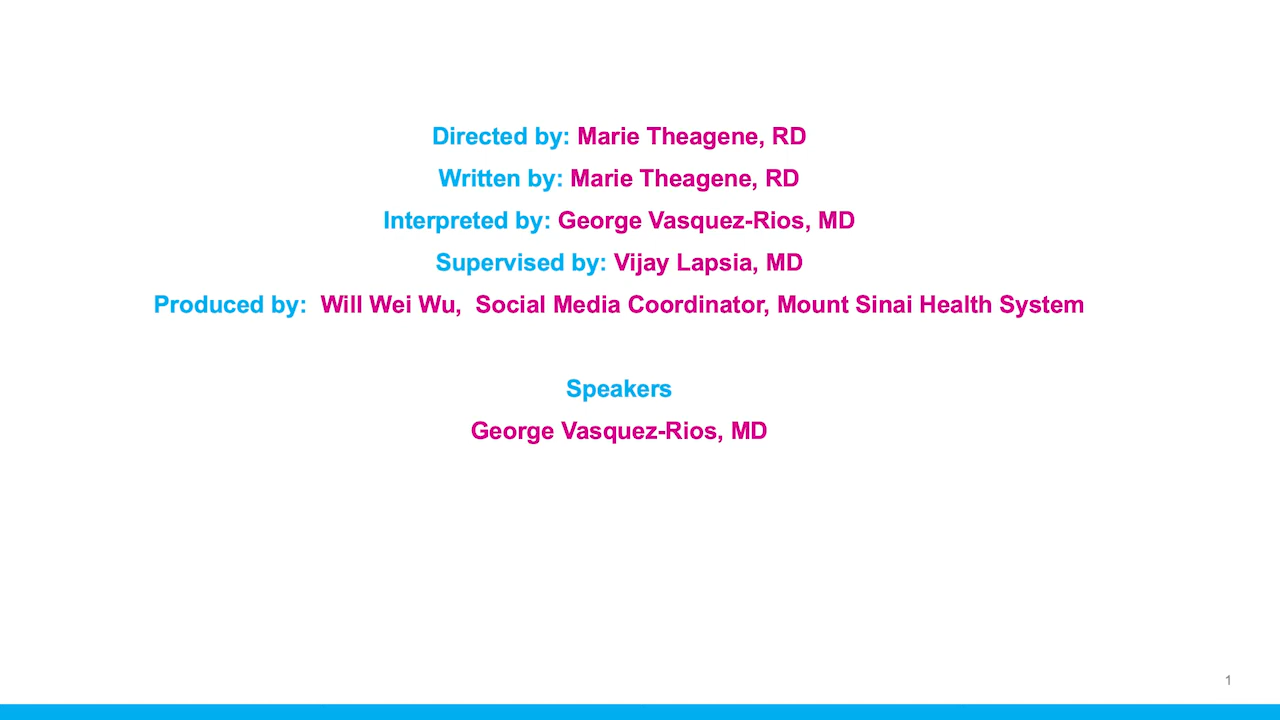 Directed by: Marie Theagene, RD
Written by: Marie Theagene, RD
Interpreted by: George Vasquez-Rios, MD
Supervised by: Vijay Lapsia, MD
Produced by:  Will Wei Wu,  Social Media Coordinator, Mount Sinai Health System
Speakers
George Vasquez-Rios, MD
1